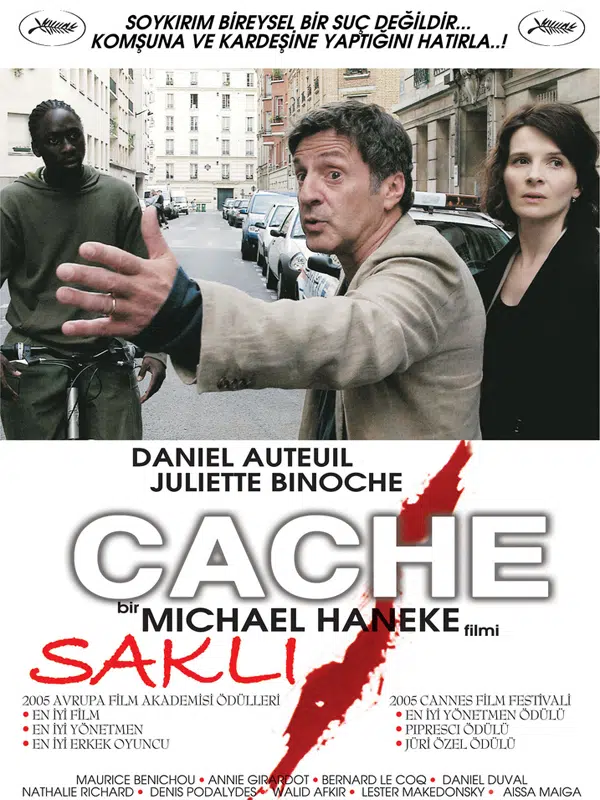 SOYKIRIM BİREYSEL BİR SUÇ DEĞİLDİR...
KOMŞUNA VE KARDEŞİNE YAPTIĞINI HATIRLA..!
DANIEL AUTEUIL
JULIETTE BINOCHE
CACHE
bir MICHAEL HANEKE filmi
SAKLI
2005 AVRUPA FİLM AKADEMİSİ ÖDÜLLERİ
• EN İYİ FİLM
• EN İYİ YÖNETMEN
• EN İYİ ERKEK OYUNCU
2005 CANNES FİLM FESTİVALİ
• EN İYİ YÖNETMEN ÖDÜLÜ
• PIPRESCI ÖDÜLÜ
• JÜRİ ÖZEL ÖDÜLÜ
MAURICE BENICHOU • ANNIE GIRARDOT • BERNARD LE COQ • DANIEL DUVAL
NATHALIE RICHARD • DENIS PODALYDES • WALID AFKIR • LESTER MAKEDONSKY • AISSA MAIGA